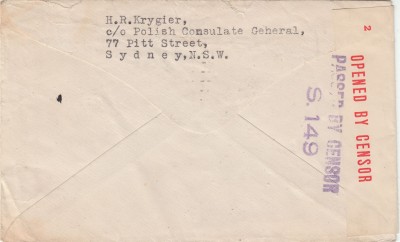 H.R.Krygier,
c/o Polish Consulate General,
77 Pitt Street,
Sydney,N.S.W.
2
OPENED BY CENSOR
PASSED BY CENSOR
S. 149